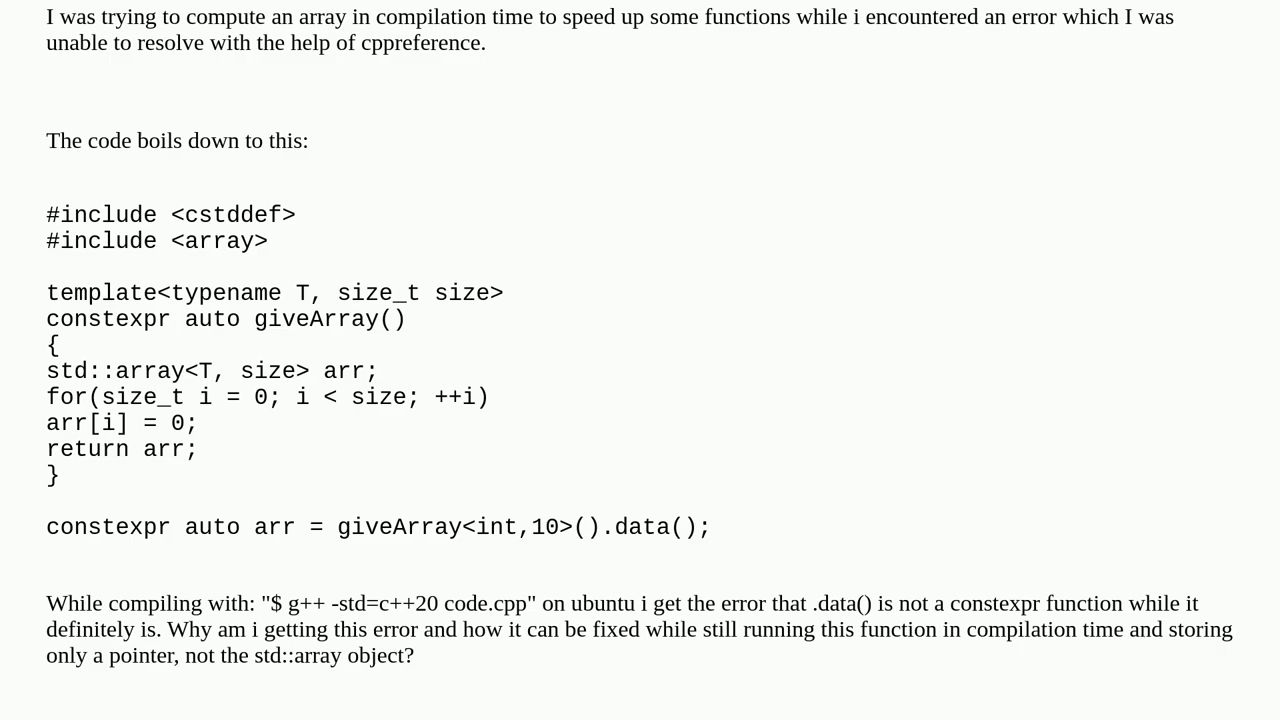 I was trying to compute an array in compilation time to speed up some functions while i encountered an error which I was
unable to resolve with the help of cppreference.
The code boils down to this:
#include <cstddef>
#include <array>
template<typename T, size_t size>
constexpr auto giveArray()
{
std::array<T, size> arr;
for(size_t i = 0; i < size; ++i)
arr[i] = 0;
return arr;
}
constexpr auto arr = giveArray<int,10>().data();
While compiling with: "$ g++ -std=c++20 code.cpp" on ubuntu i get the error that .data() is not a constexpr function while it
definitely is. Why am i getting this error and how it can be fixed while still running this function in compilation time and storing
only a pointer, not the std::array object?